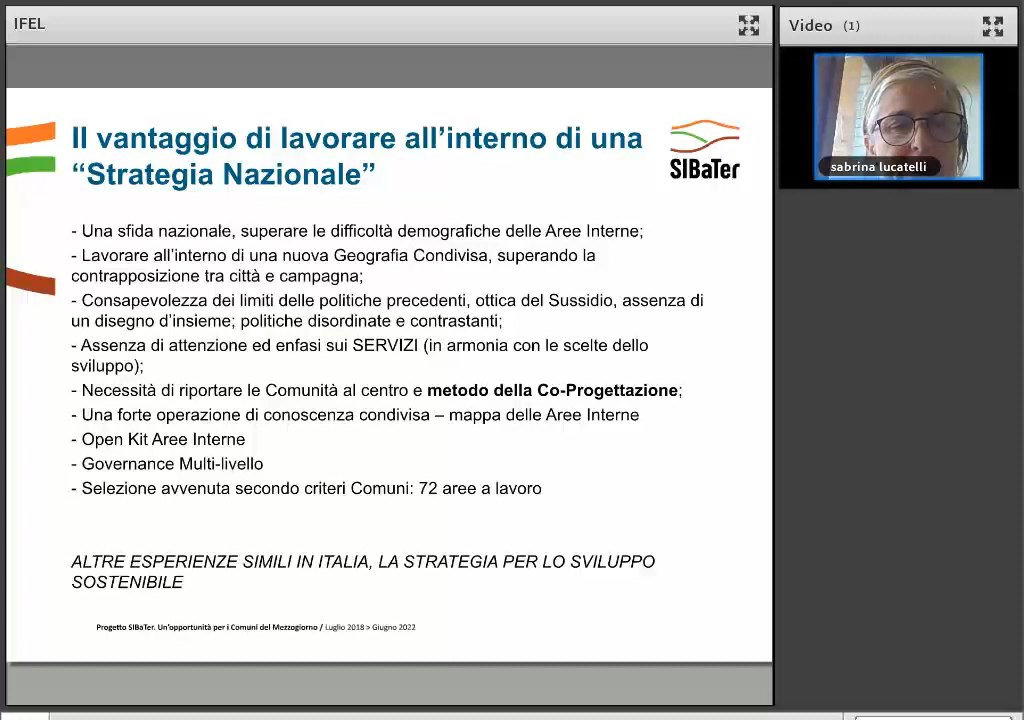 IFEL
Video (1)
sabrina lucatelli
Il vantaggio di lavorare all’interno di una
“Strategia Nazionale”
SIBaTer
- Una sfida nazionale, superare le difficoltà demografiche delle Aree Interne;
- Lavorare all’interno di una nuova Geografia Condivisa, superando la
contrapposizione tra città e campagna;
- Consapevolezza dei limiti delle politiche precedenti, ottica del Sussidio, assenza di
un disegno d’insieme; politiche disordinate e contrastanti;
- Assenza di attenzione ed enfasi sui SERVIZI (in armonia con le scelte dello
sviluppo);
- Necessità di riportare le Comunità al centro e metodo della Co-Progettazione;
- Una forte operazione di conoscenza condivisa – mappa delle Aree Interne
- Open Kit Aree Interne
- Governance Multi-livello
- Selezione avvenuta secondo criteri Comuni: 72 aree a lavoro
ALTRE ESPERIENZE SIMILI IN ITALIA, LA STRATEGIA PER LO SVILUPPO
SOSTENIBILE
Progetto SIBaTer. Un’opportunità per i Comuni del Mezzogiorno / Luglio 2018 > Giugno 2022